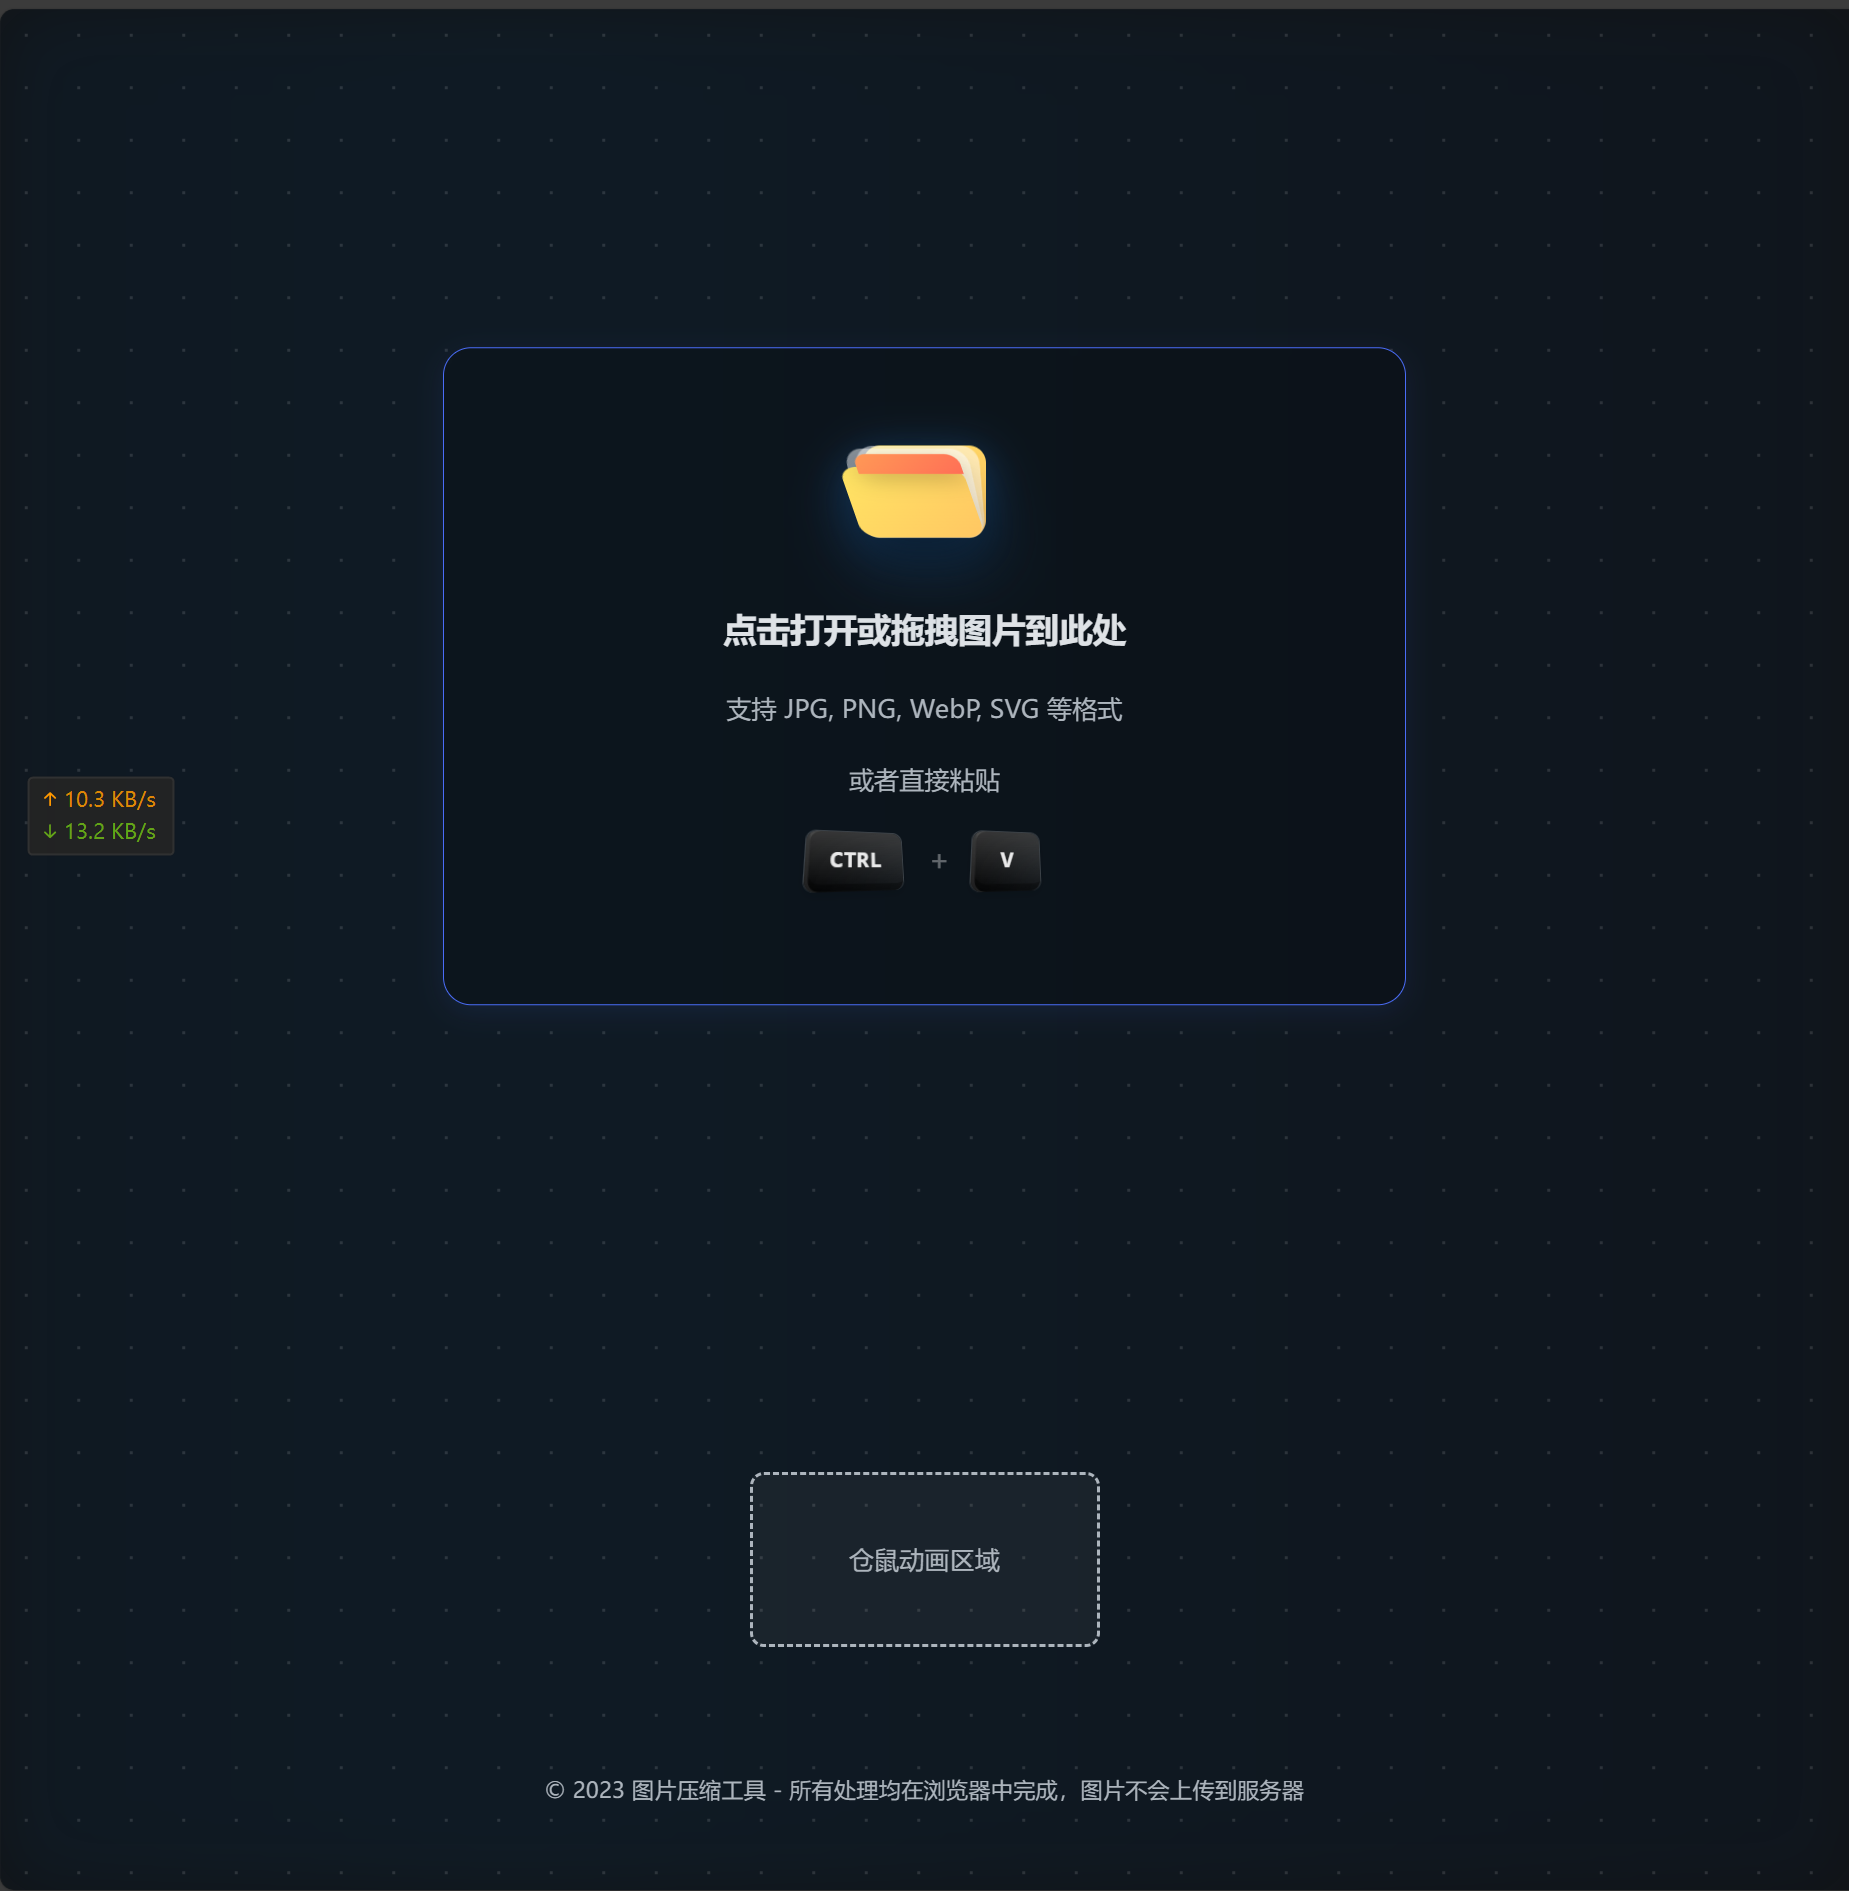 点击打开或拖拽图片到此处
支持 JPG, PNG, WebP, SVG 等格式
或者直接粘贴
↑ 10.3 KB/s
↓ 13.2 KB/s
CTRL + V
仓鼠动画区域
© 2023 图片压缩工具 - 所有处理均在浏览器中完成，图片不会上传到服务器